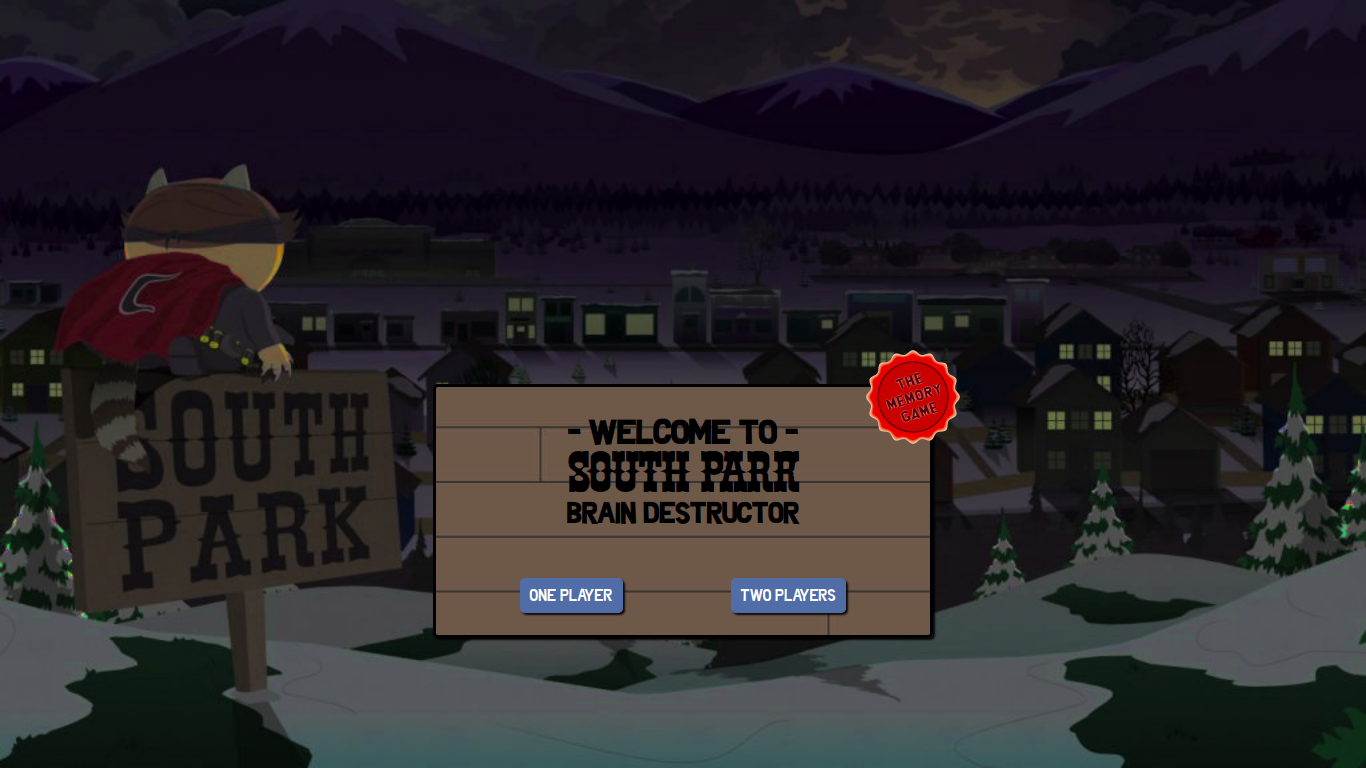 SOUTH
PARK
THE
MEMORY
GAME
- WELCOME TO -
SOUTH PARK
BRAIN DESTRUCTOR
ONE PLAYER
TWO PLAYERS